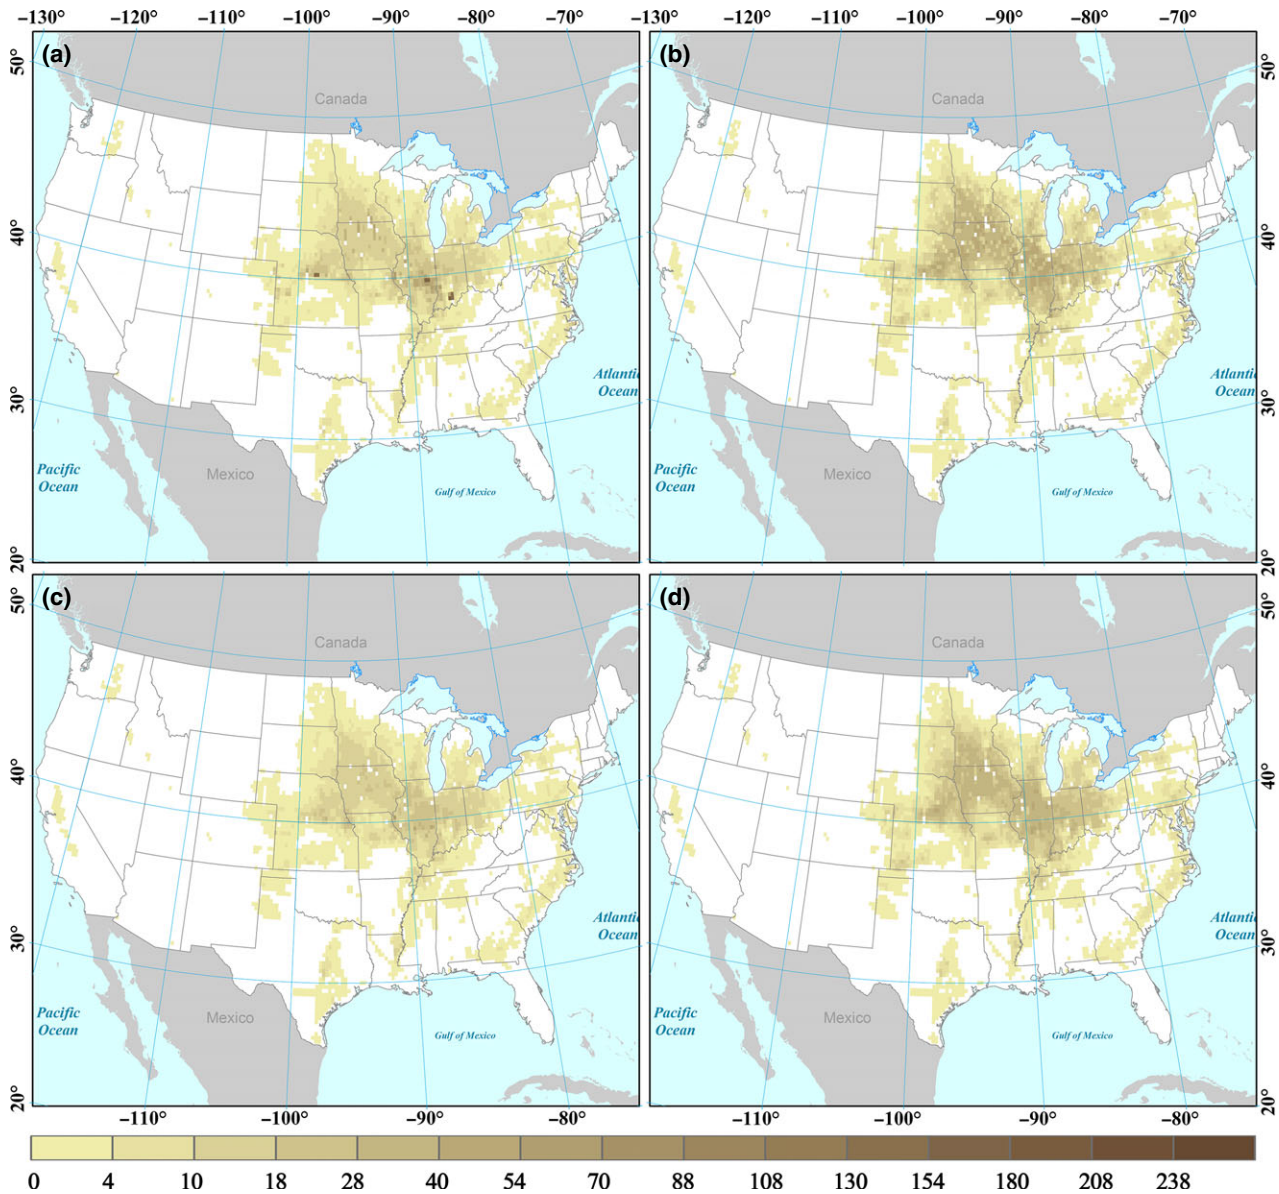 −130° −120° −110° −100° −90° −80° −70° −130° −120° −110° −100° −90° −80° −70°
(a) (b)
50° 50°
Canada Canada
40° 40°
Atlantic Atlantic
Ocean Ocean
30° 30°
Pacific Mexico Pacific Mexico
Ocean Gulf of Mexico Ocean Gulf of Mexico
20° 20°
(c) (d)
50° 50°
Canada Canada
40° 40°
Atlantic Atlantic
Ocean Ocean
30° 30°
Pacific Mexico Pacific Mexico
Ocean Gulf of Mexico Ocean Gulf of Mexico
20° 20°
−110° −100° −90° −80° −110° −100° −90° −80°
0 4 10 18 28 40 54 70 88 108 130 154 180 208 238